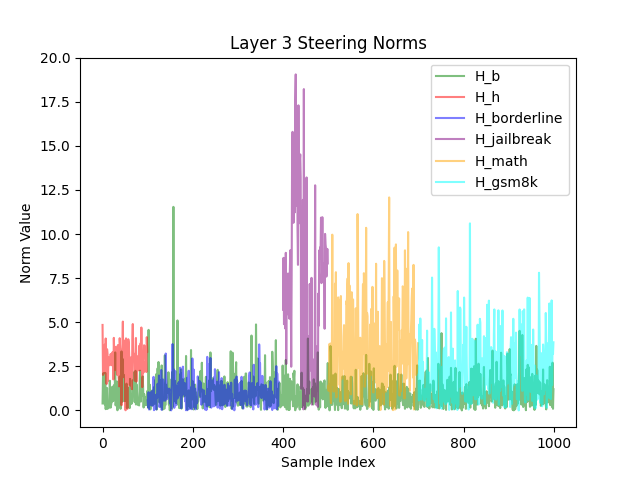 Layer 3 Steering Norms
20.0
17.5
15.0
12.5
10.0
7.5
5.0
2.5
0.0
Norm Value
H_b
H_h
H_borderline
H_jailbreak
H_math
H_gsm8k
0 200 400 600 800 1000
Sample Index